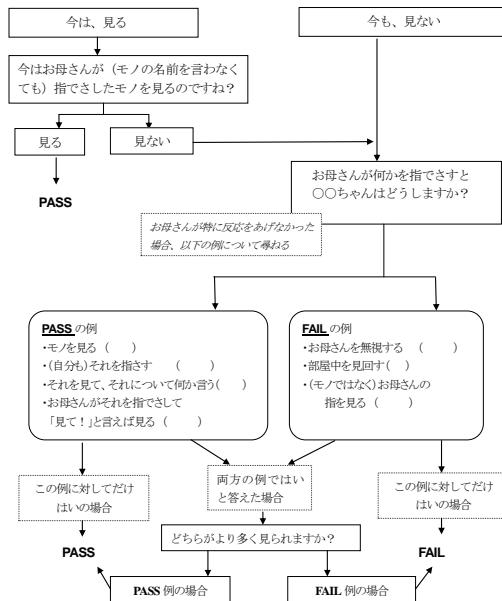 今は、見る
今も、見ない
今はお母さんが（モノの名前を言わなく
ても）指でさしたモノを見るのですね？
見る
見ない
PASS
お母さんが何かを指でさすと
〇〇ちゃんはどうしますか？
お母さんが特に反応をあげなかった
場合、以下の例について尋ねる
PASS の例
・モノを見る （　　）
・（自分も）それを指さす （　　）
・それを見て、それについて何か言う（　　）
・お母さんがそれを指でさして
「見て！」と言えば見る （　　）
FAIL の例
・お母さんを無視する （　　）
・部屋中を見回す（　　）
・（モノではなく）お母さんの
指を見る （　　）
この例に対してだけ
はいの場合
両方の例ではい
と答えた場合
この例に対してだけ
はいの場合
PASS
どちらがより多く見られますか？
FAIL
PASS 例の場合
FAIL 例の場合